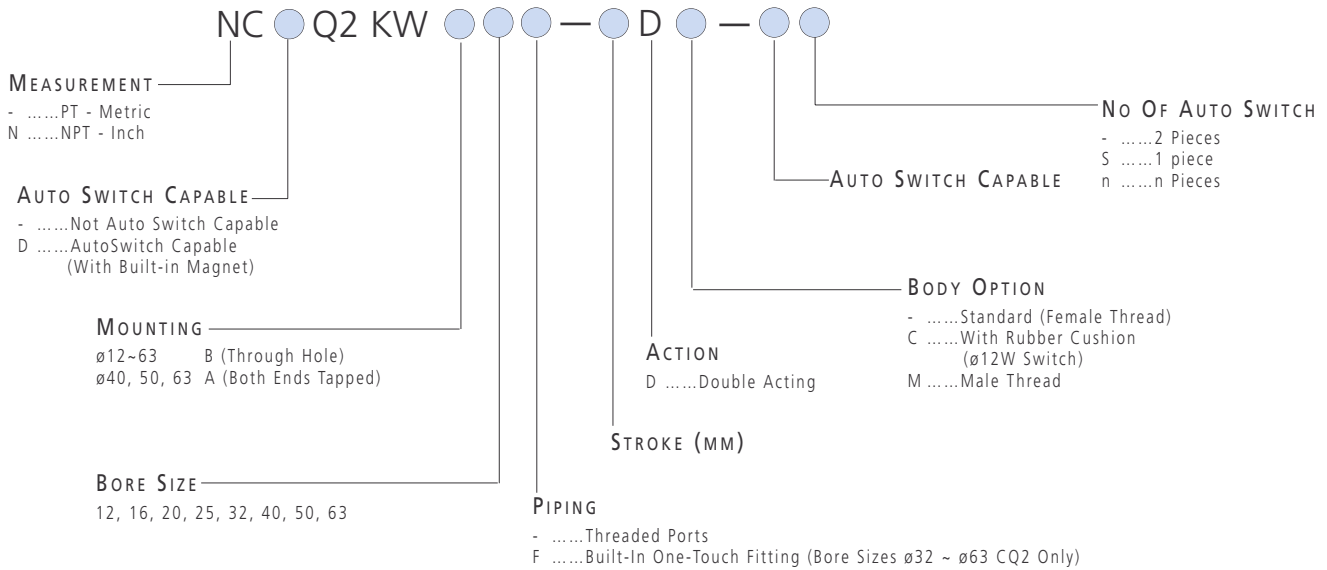 NC Q2 KW — D —
MEASUREMENT
- ......PT - Metric
N ......NPT - Inch
AUTO SWITCH CAPABLE
- ......Not Auto Switch Capable
D ......AutoSwitch Capable
(With Built-in Magnet)
MOUNTING
ø12~63 B (Through Hole)
ø40, 50, 63 A (Both Ends Tapped)
BORE SIZE
12, 16, 20, 25, 32, 40, 50, 63
PIPING
- ......Threaded Ports
F ......Built-In One-Touch Fitting (Bore Sizes ø32 ~ ø63 CQ2 Only)
STROKE (MM)
ACTION
D ......Double Acting
BODY OPTION
- ......Standard (Female Thread)
C ......With Rubber Cushion
(ø12W Switch)
M ......Male Thread
AUTO SWITCH CAPABLE
NO OF AUTO SWITCH
- ......2 Pieces
S ......1 piece
n ......n Pieces